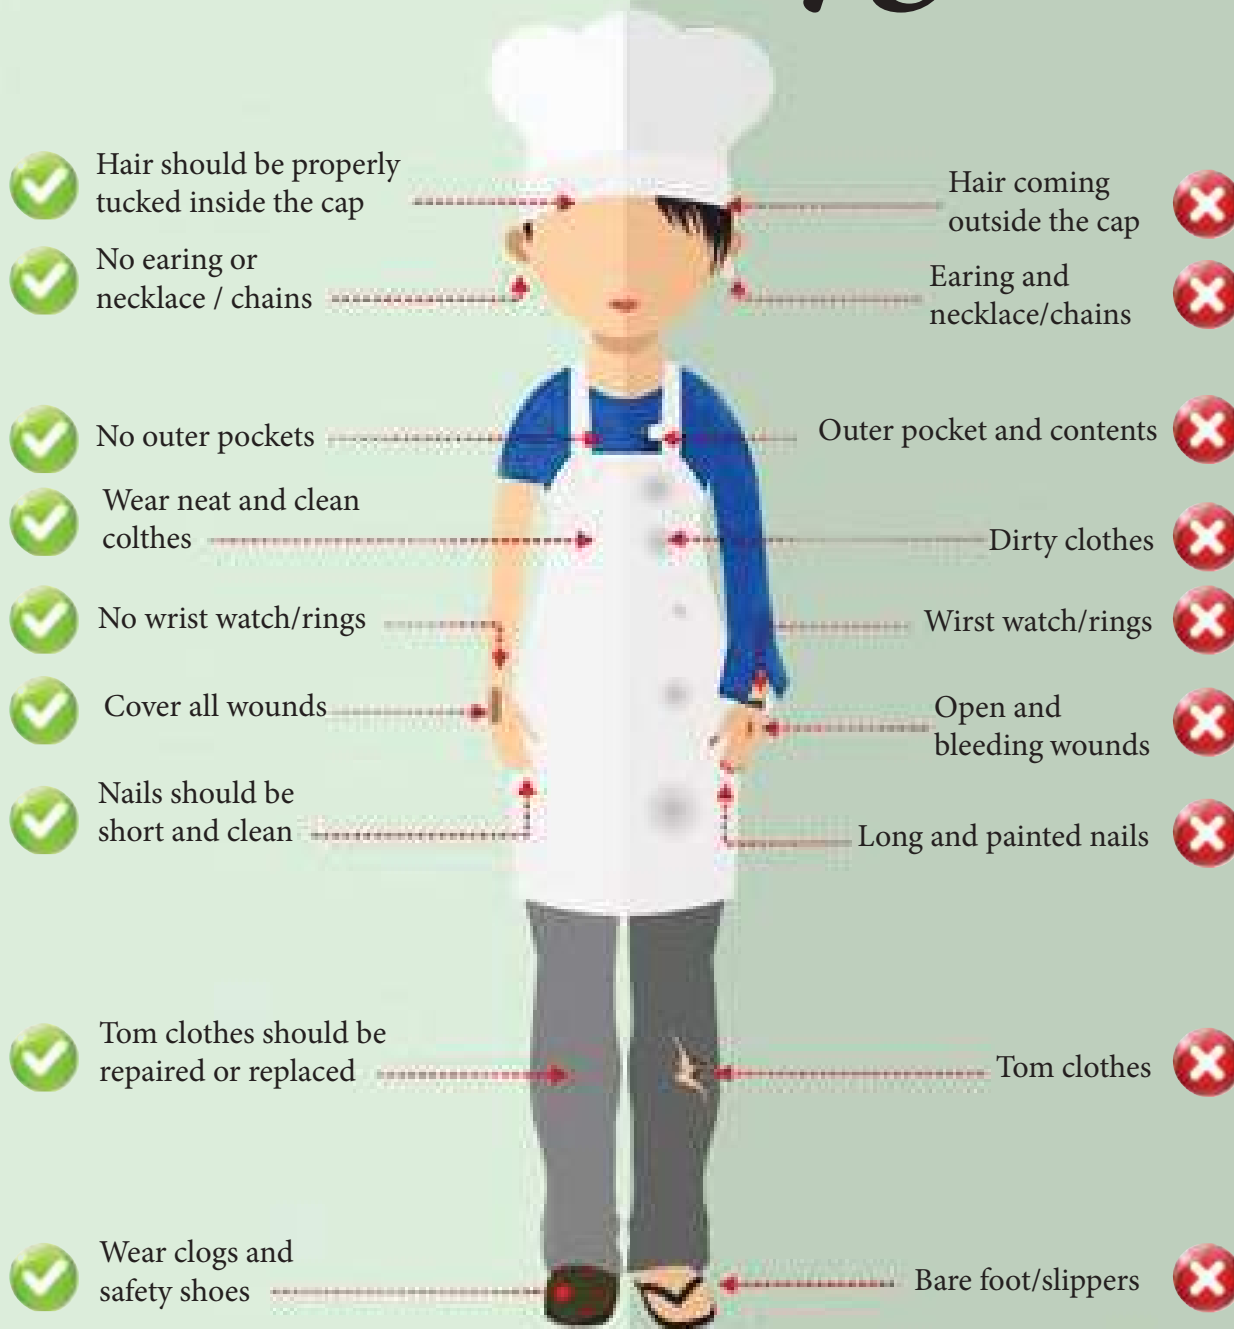 Hair should be properly
tucked inside the cap
No earing or
necklace / chains
No outer pockets
Wear neat and clean
colthes
No wrist watch/rings
Cover all wounds
Nails should be
short and clean
Tom clothes should be
repaired or replaced
Wear clogs and
safety shoes
Hair coming
outside the cap
Earing and
necklace/chains
Outer pocket and contents
Dirty clothes
Wirst watch/rings
Open and
bleeding wounds
Long and painted nails
Tom clothes
Bare foot/slippers